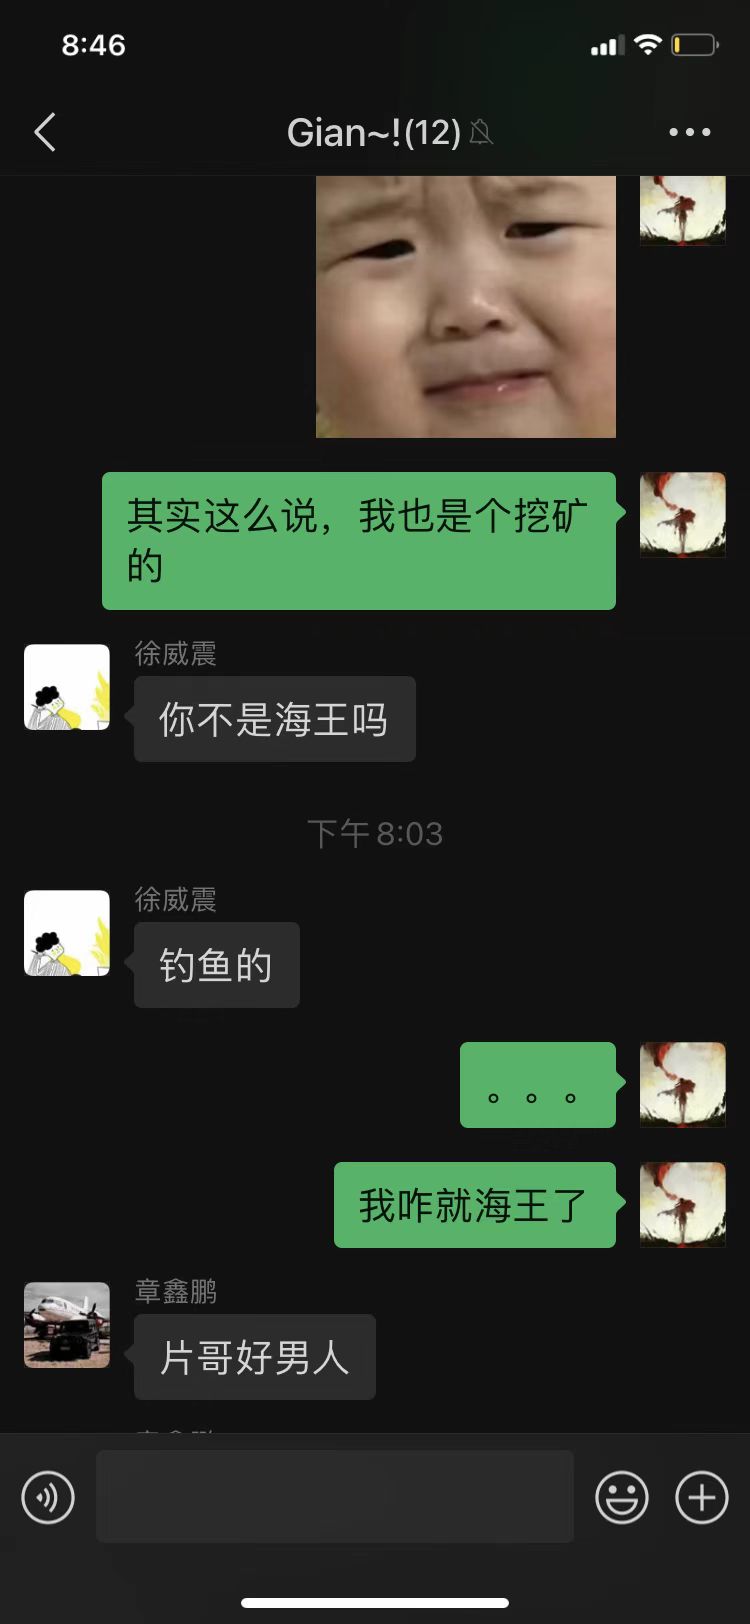 8:46
Gian~!(12)
其实这么说，我也是个挖矿
的
徐威震
你不是海王吗
下午8:03
徐威震
钓鱼的
。。。
我咋就海王了
章鑫鹏
片哥好男人